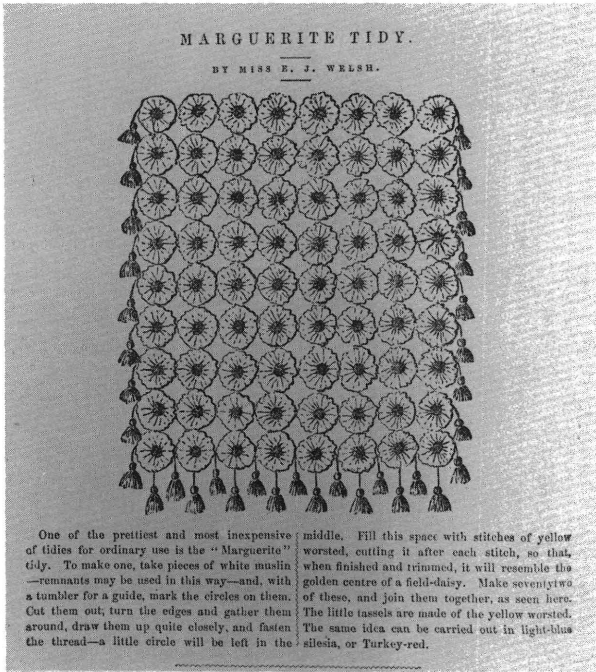 MARGUERITE TIDY.
BY MISS E. J. WELSH.
One of the prettiest and most inexpensive
of tidies for ordinary use is the "Marguerite"
tidy. To make one, take pieces of white muslin
—remnants may be used in this way—and, with
a tumbler for a guide, mark the circles on them.
Cut them out, turn the edges and gather them
around, draw them up quite closely, and fasten
the thread—a little circle will be left in the
middle. Fill this space with stitches of yellow
worsted, cutting it after each stitch, so that,
when finished and trimmed, it will resemble the
golden centre of a field-daisy. Make seventytwo
of these, and join them together, as seen here.
The little tassels are made of the yellow worsted.
The same idea can be carried out in light-blue
silesia, or Turkey-red.